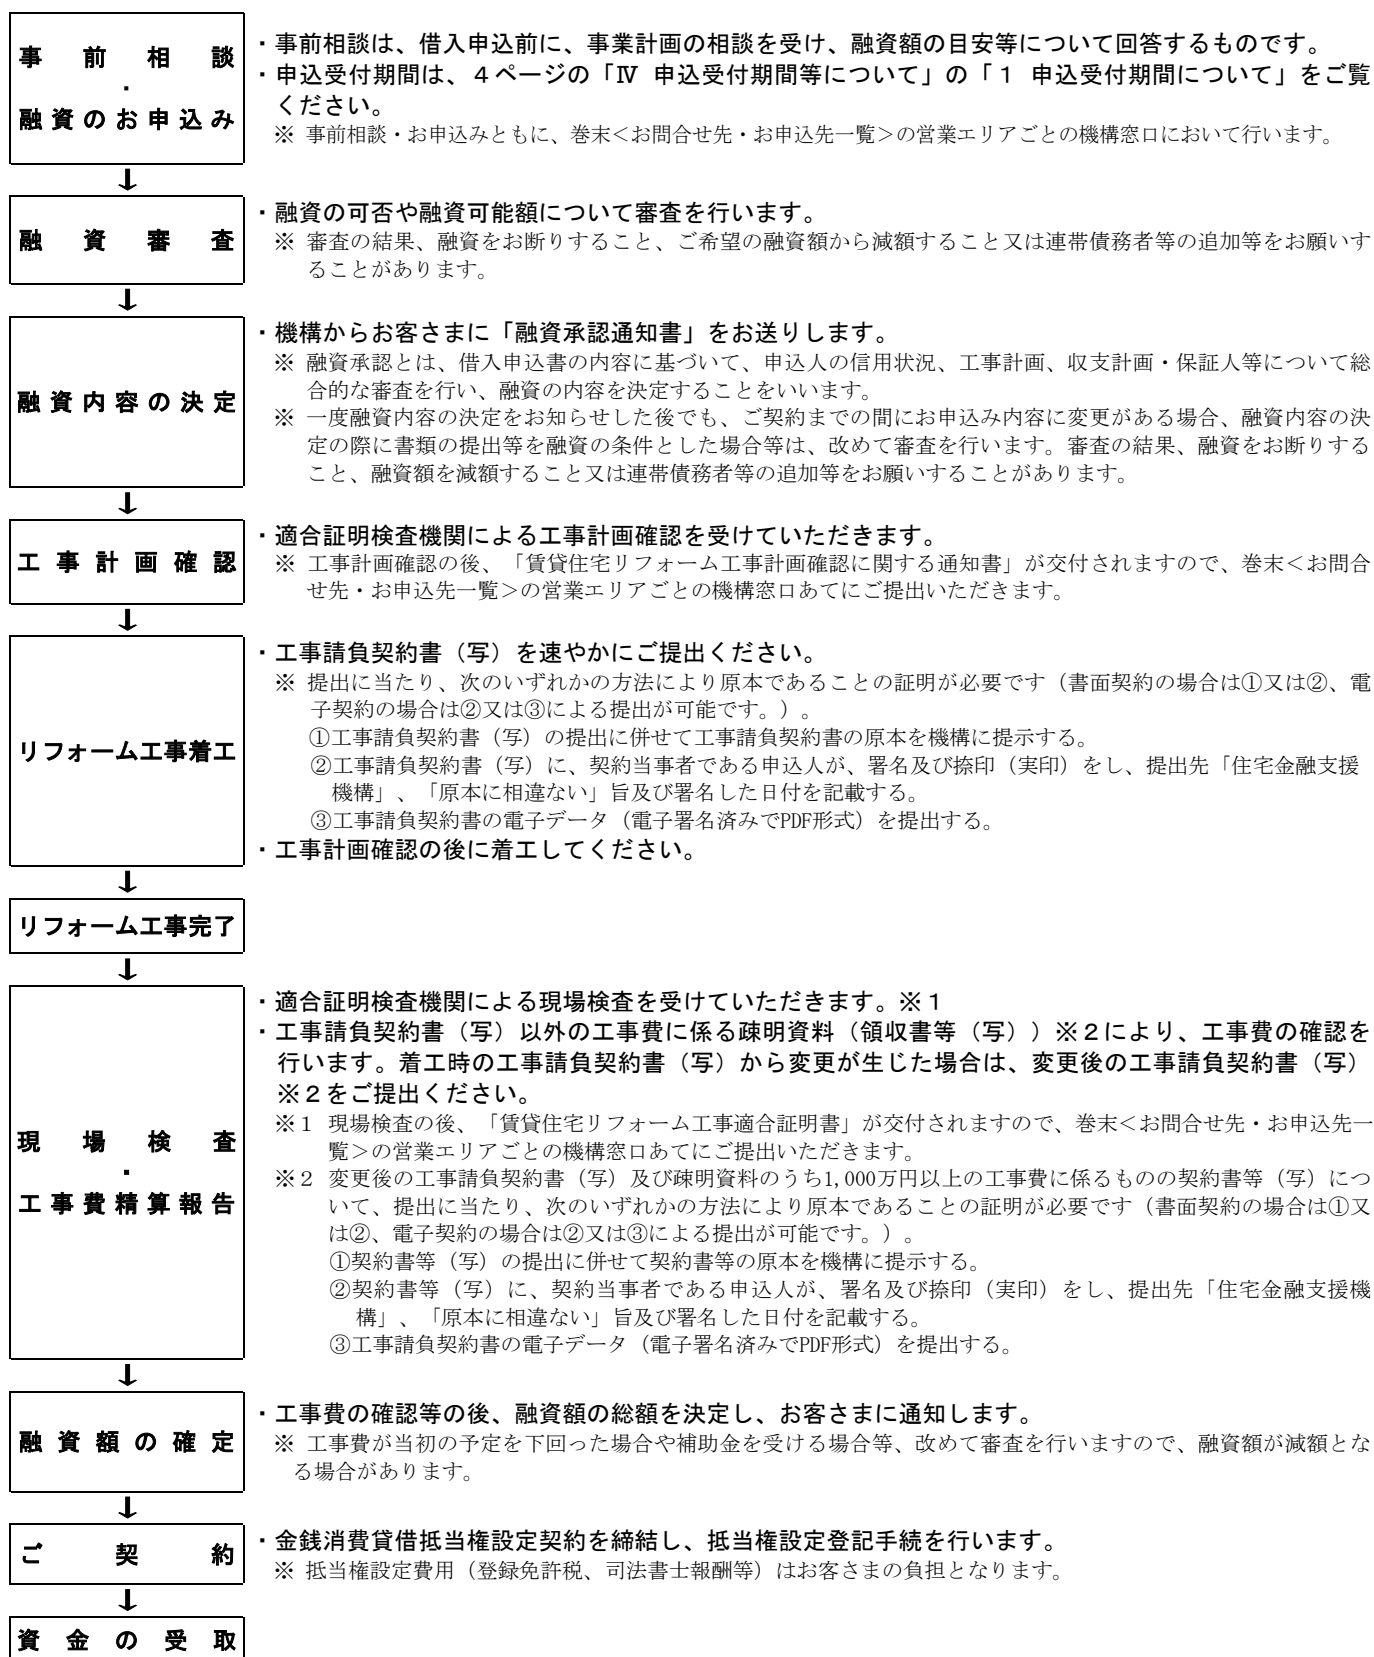 事前相談
・
融資のお申込み
・事前相談は、借入申込前に、事業計画の相談を受け、融資額の目安等について回答するものです。
・申込受付期間は、４ページの「Ⅳ 申込受付期間等について」の「１ 申込受付期間について」をご覧
ください。
※ 事前相談・お申込みともに、巻末＜お問合せ先・お申込先一覧＞の営業エリアごとの機構窓口において行います。
↓
融資審査
・融資の可否や融資可能額について審査を行います。
※ 審査の結果、融資をお断りすること、ご希望の融資額から減額すること又は連帯債務者等の追加等をお願いす
ることがあります。
↓
融資内容の決定
・機構からお客さまに「融資承認通知書」をお送りします。
※ 融資承認とは、借入申込書の内容に基づいて、申込人の信用状況、工事計画、収支計画・保証人等について総
合的な審査を行い、融資の内容を決定することをいいます。
※ 一度融資内容の決定をお知らせした後でも、ご契約までの間にお申込み内容に変更がある場合、融資内容の決
定の際に書類の提出等を融資の条件とした場合等は、改めて審査を行います。審査の結果、融資をお断りする
こと、融資額を減額すること又は連帯債務者等の追加等をお願いすることがあります。
↓
工事計画確認
・適合証明検査機関による工事計画確認を受けていただきます。
※ 工事計画確認の後、「賃貸住宅リフォーム工事計画確認に関する通知書」が交付されますので、巻末＜お問合
せ先・お申込先一覧＞の営業エリアごとの機構窓口あてにご提出いただきます。
↓
リフォーム工事着工
・工事請負契約書（写）を速やかにご提出ください。
※ 提出に当たり、次のいずれかの方法により原本であることの証明が必要です（書面契約の場合は①又は②、電
子契約の場合は②又は③による提出が可能です。）。
①工事請負契約書（写）の提出に併せて工事請負契約書の原本を機構に提示する。
②工事請負契約書（写）に、契約当事者である申込人が、署名及び捺印（実印）をし、提出先「住宅金融支援
機構」、「原本に相違ない」旨及び署名した日付を記載する。
③工事請負契約書の電子データ（電子署名済みでPDF形式）を提出する。
・工事計画確認の後に着工してください。
↓
リフォーム工事完了
↓
現場検査
・
工事費精算報告
・適合証明検査機関による現場検査を受けていただきます。※１
・工事請負契約書（写）以外の工事費に係る疎明資料（領収書等（写））※２により、工事費の確認を
行います。着工時の工事請負契約書（写）から変更が生じた場合は、変更後の工事請負契約書（写）
※２をご提出ください。
※１ 現場検査の後、「賃貸住宅リフォーム工事適合証明書」が交付されますので、巻末＜お問合せ先・お申込先一
覧＞の営業エリアごとの機構窓口あてにご提出いただきます。
※２ 変更後の工事請負契約書（写）及び疎明資料のうち1,000万円以上の工事費に係るものの契約書等（写）につ
いて、提出に当たり、次のいずれかの方法により原本であることの証明が必要です（書面契約の場合は①又
は②、電子契約の場合は②又は③による提出が可能です。）。
①契約書等（写）の提出に併せて契約書等の原本を機構に提示する。
②契約書等（写）に、契約当事者である申込人が、署名及び捺印（実印）をし、提出先「住宅金融支援機
構」、「原本に相違ない」旨及び署名した日付を記載する。
③工事請負契約書の電子データ（電子署名済みでPDF形式）を提出する。
↓
融資額の確定
・工事費の確認等の後、融資額の総額を決定し、お客さまに通知します。
※ 工事費が当初の予定を下回った場合や補助金を受ける場合等、改めて審査を行いますので、融資額が減額とな
る場合があります。
↓
ご契約
・金銭消費貸借抵当権設定契約を締結し、抵当権設定登記手続を行います。
※ 抵当権設定費用（登録免許税、司法書士報酬等）はお客さまの負担となります。
↓
資金の受取